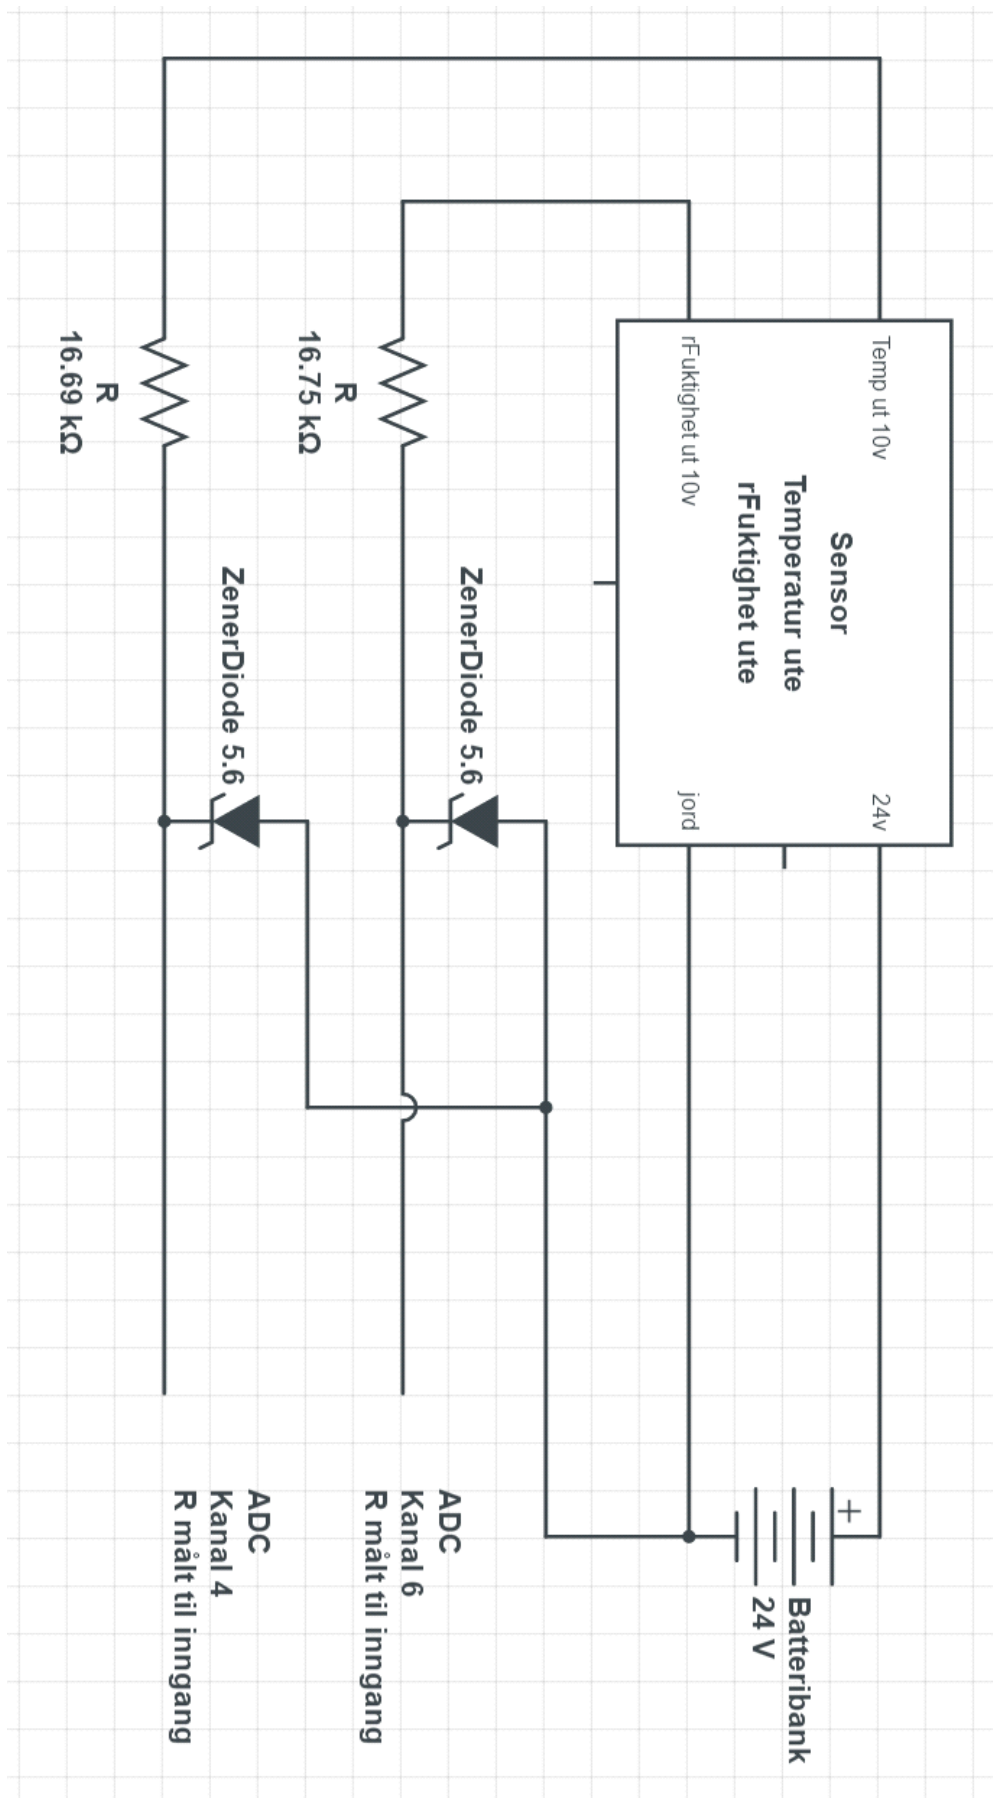 Sensor
Temperatur ute
rFuktighet ute
Temp ut 10v
24v
rFuktighet ut 10v
jord
+
Batteribank
24 V
ZenerDiode 5.6
R
16.75 kΩ
ADC
Kanal 6
R målt til inngang
ZenerDiode 5.6
R
16.69 kΩ
ADC
Kanal 4
R målt til inngang